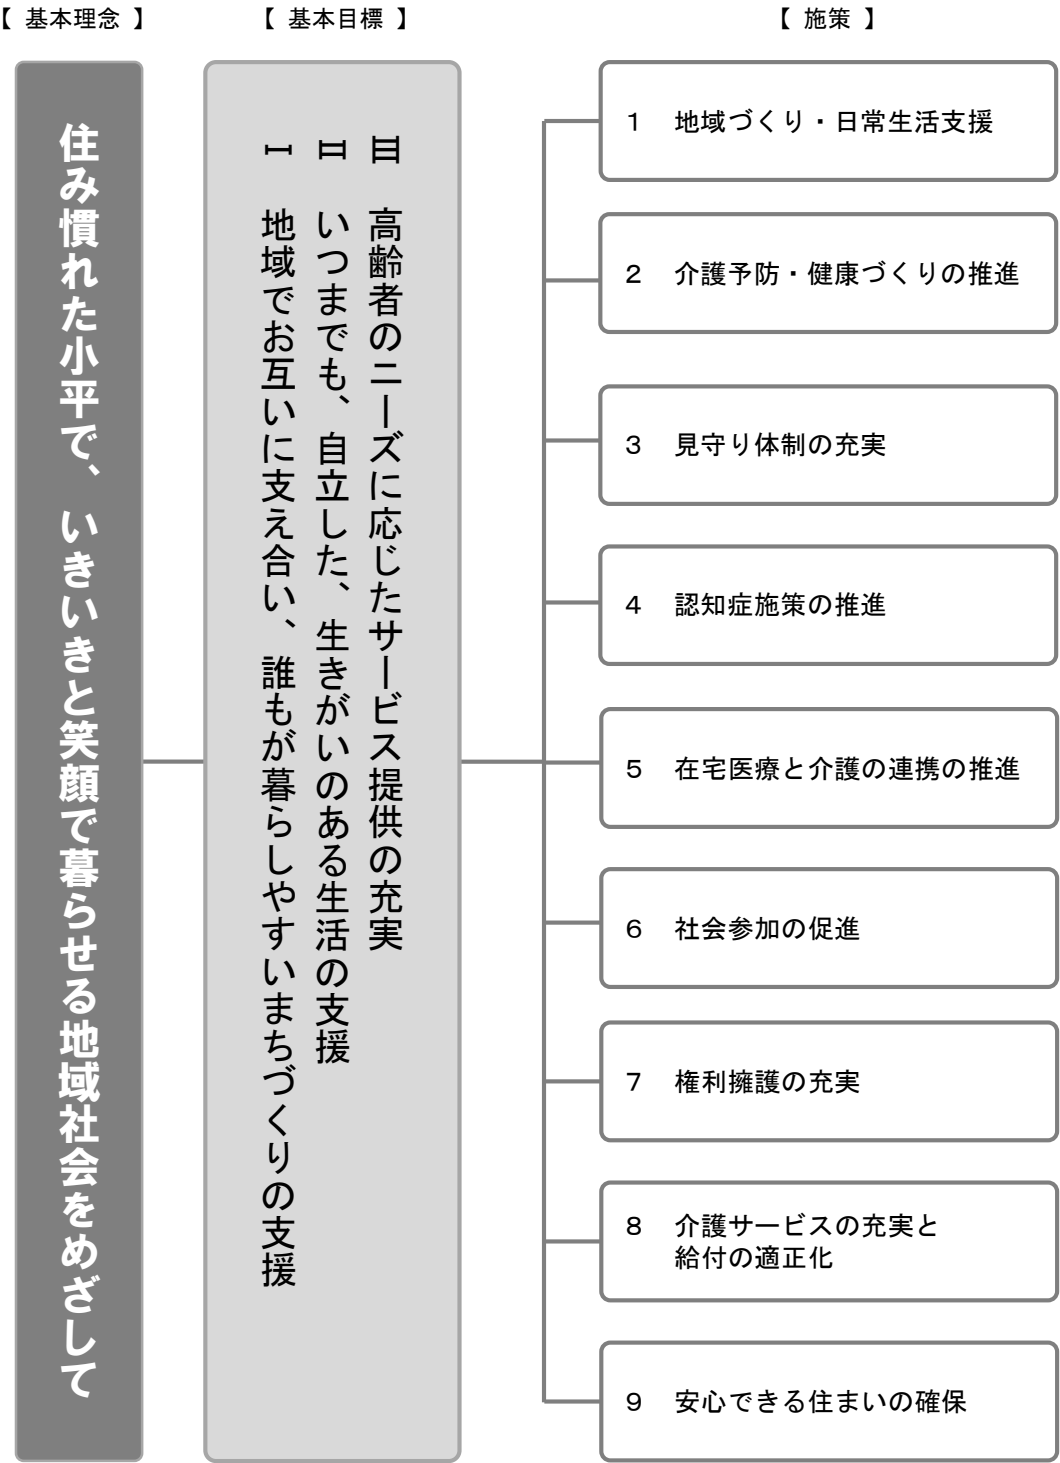 【 基本理念 】
【 基本目標 】
【 施策 】
住み慣れた小平で、いきいきと笑顔で暮らせる地域社会をめざして
Ⅲ 高齢者のニーズに応じたサービス提供の充実
Ⅱ いつまでも、自立した、生きがいのある生活の支援
Ⅰ 地域でお互いに支え合い、誰もが暮らしやすいまちづくりの支援
1 地域づくり・日常生活支援
2 介護予防・健康づくりの推進
3 見守り体制の充実
4 認知症施策の推進
5 在宅医療と介護の連携の推進
6 社会参加の促進
7 権利擁護の充実
8 介護サービスの充実と
給付の適正化
9 安心できる住まいの確保